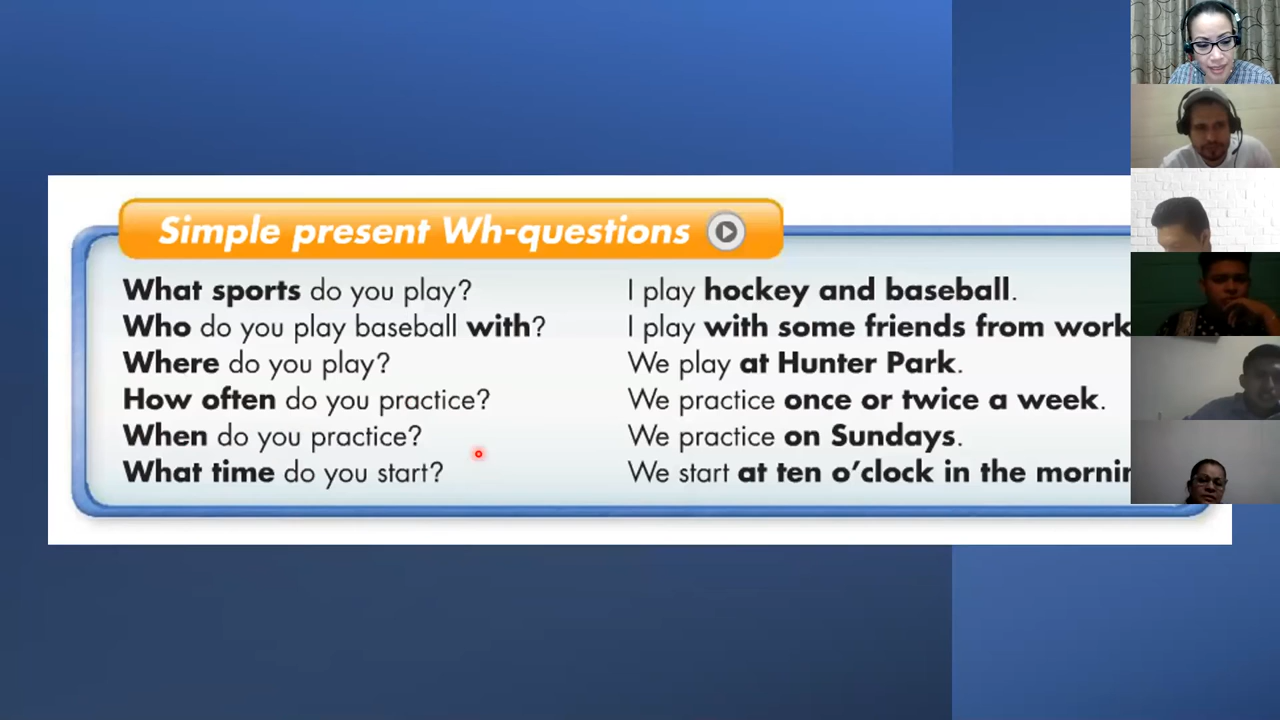 Simple present Wh-questions
What sports do you play? I play hockey and baseball.
Who do you play baseball with? I play with some friends from work
Where do you play? We play at Hunter Park.
How often do you practice? We practice once or twice a week.
When do you practice? We practice on Sundays.
What time do you start? We start at ten o'clock in the mornin